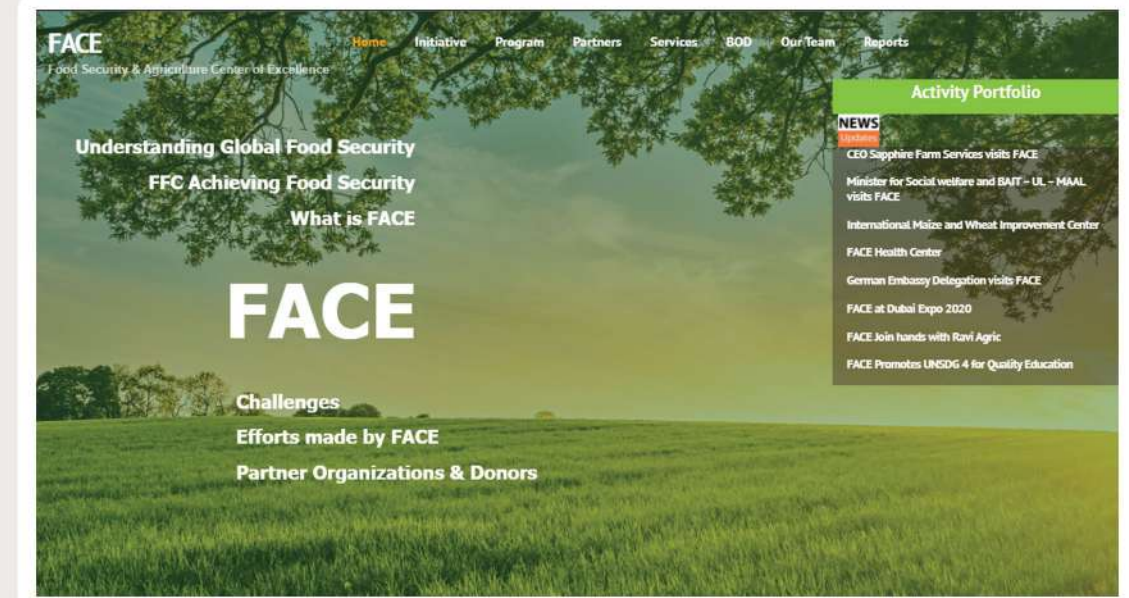 FACE
Food Security & Agriculture Center of Excellence
Home Initiative Program Partners Services BOD Our Team Reports
Understanding Global Food Security
FFC Achieving Food Security
What is FACE
FACE
Challenges
Efforts made by FACE
Partner Organizations & Donors
Activity Portfolio
NEWS
Updates
CEO Sapphire Farm Services visits FACE
Minister for Social welfare and BAIT – UL – MAAL
visits FACE
International Maize and Wheat Improvement Center
FACE Health Center
German Embassy Delegation visits FACE
FACE at Dubai Expo 2020
FACE Join hands with Ravi Agric
FACE Promotes UNSDG 4 for Quality Education